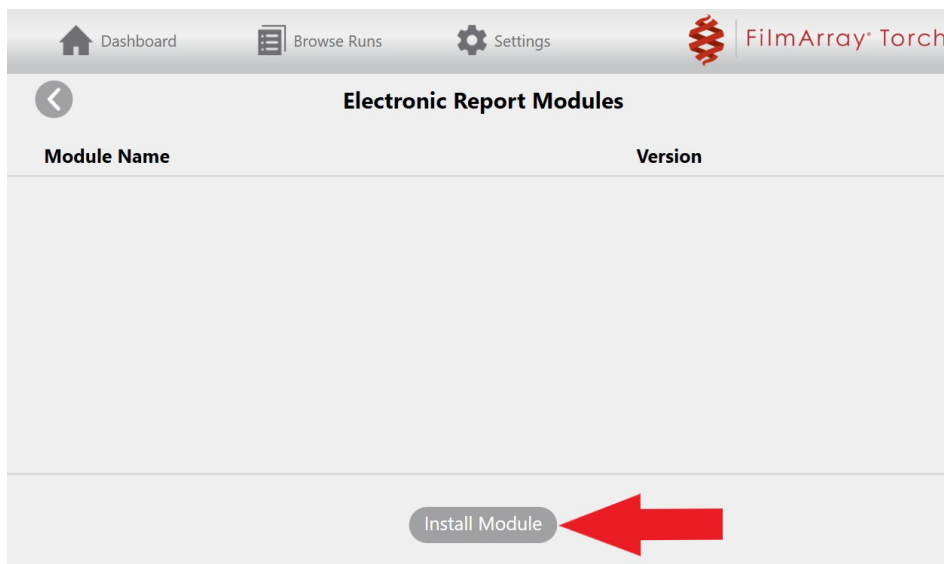 Dashboard Browse Runs Settings FilmArray® Torch
Electronic Report Modules
Module Name Version
Install Module